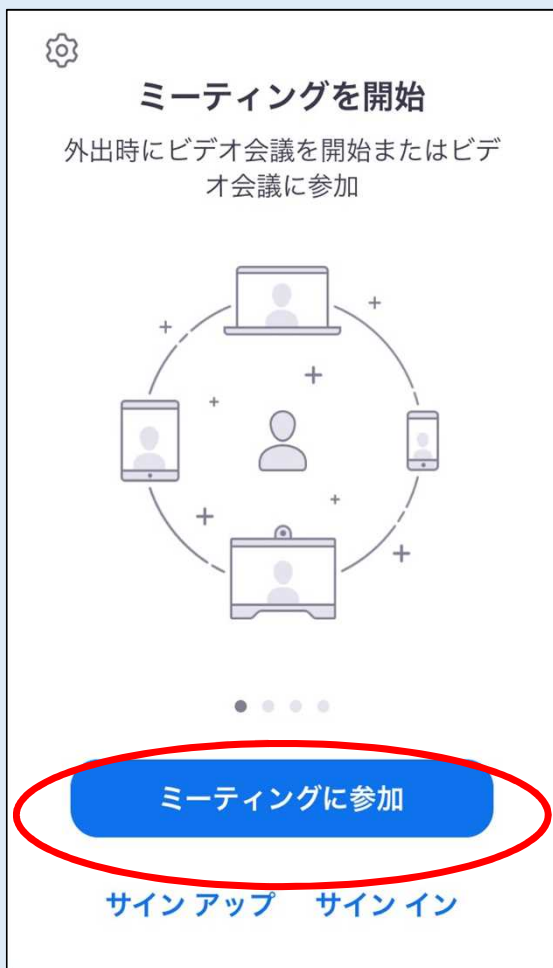 ミーティングを開始
外出時にビデオ会議を開始またはビデ
オ会議に参加
ミーティングに参加
サイン アップ サイン イン